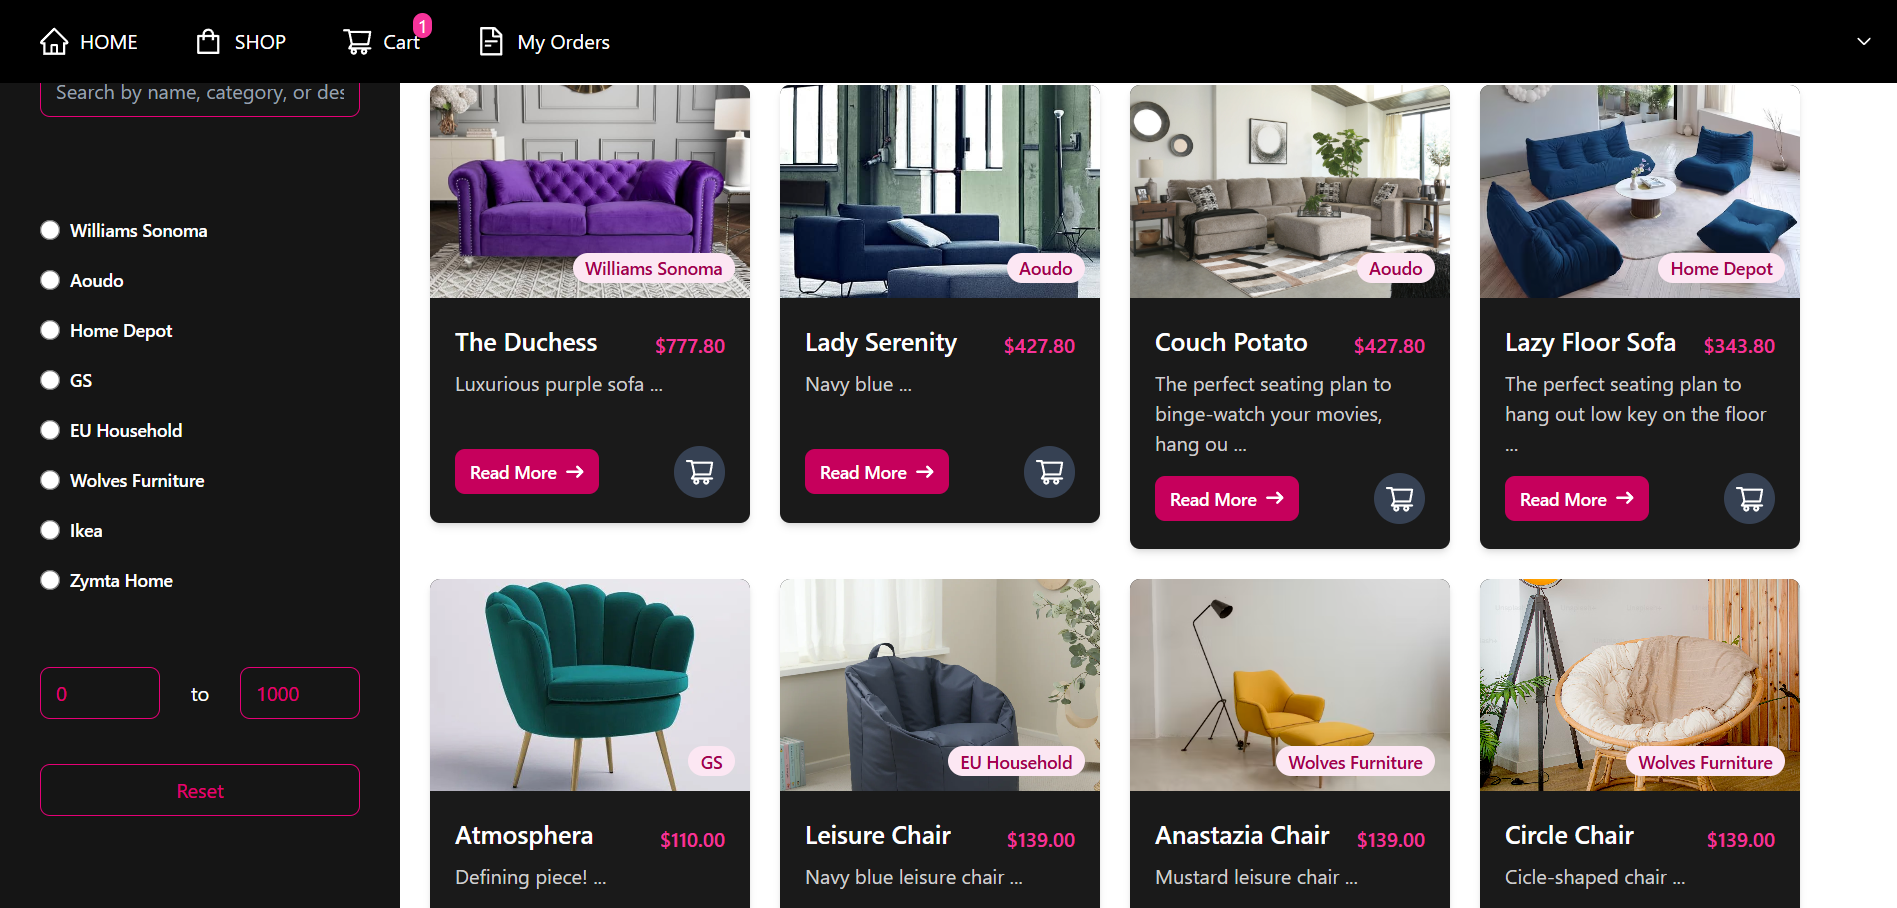 HOME
SHOP
Cart
1
My Orders
Search by name, category, or des
Williams Sonoma
Aoudo
Home Depot
GS
EU Household
Wolves Furniture
Ikea
Zymta Home
0
to
1000
Reset
Williams Sonoma
The Duchess
$777.80
Luxurious purple sofa ...
Read More
Aoudo
Lady Serenity
$427.80
Navy blue ...
Read More
Aoudo
Couch Potato
$427.80
The perfect seating plan to
binge-watch your movies,
hang ou ...
Read More
Home Depot
Lazy Floor Sofa
$343.80
The perfect seating plan to
hang out low key on the floor
...
Read More
GS
Atmosphera
$110.00
Defining piece! ...
EU Household
Leisure Chair
$139.00
Navy blue leisure chair ...
Wolves Furniture
Anastazia Chair
$139.00
Mustard leisure chair ...
Wolves Furniture
Circle Chair
$139.00
Cicle-shaped chair ...